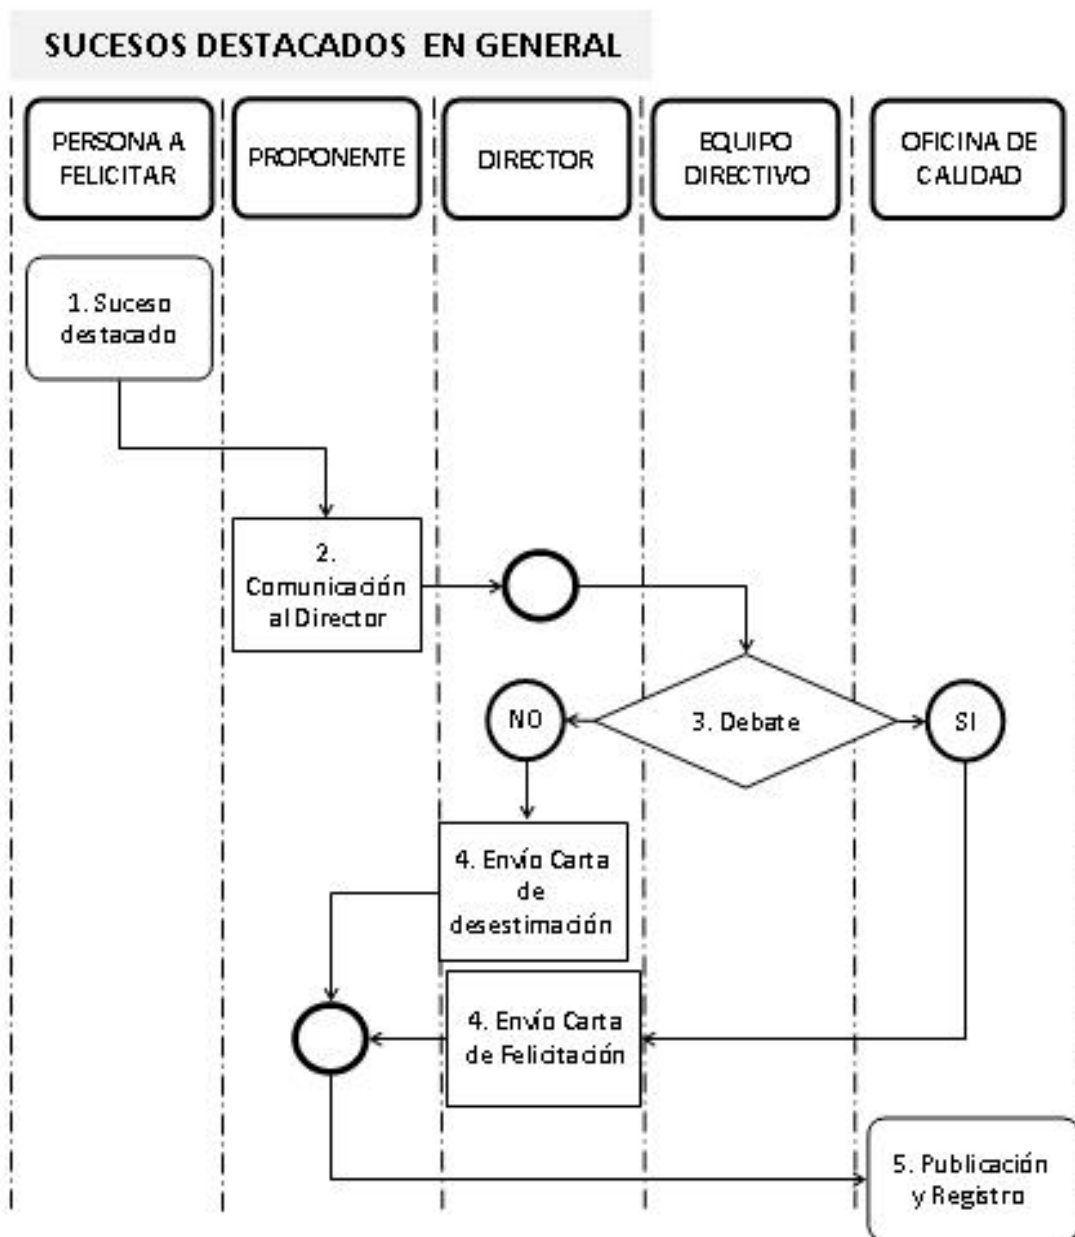 SUCESOS DESTACADOS EN GENERAL
PERSONA A
FELICITAR
PROPONENTE
DIRECTOR
EQUIPO
DIRECTIVO
OFICINA DE
CALIDAD
1. Suceso
destacado
2.
Comunicación
al Director
NO
3. Debate
SI
4. Envío Carta
de
desestimación
4. Envío Carta
de Felicitación
5. Publicación
y Registro